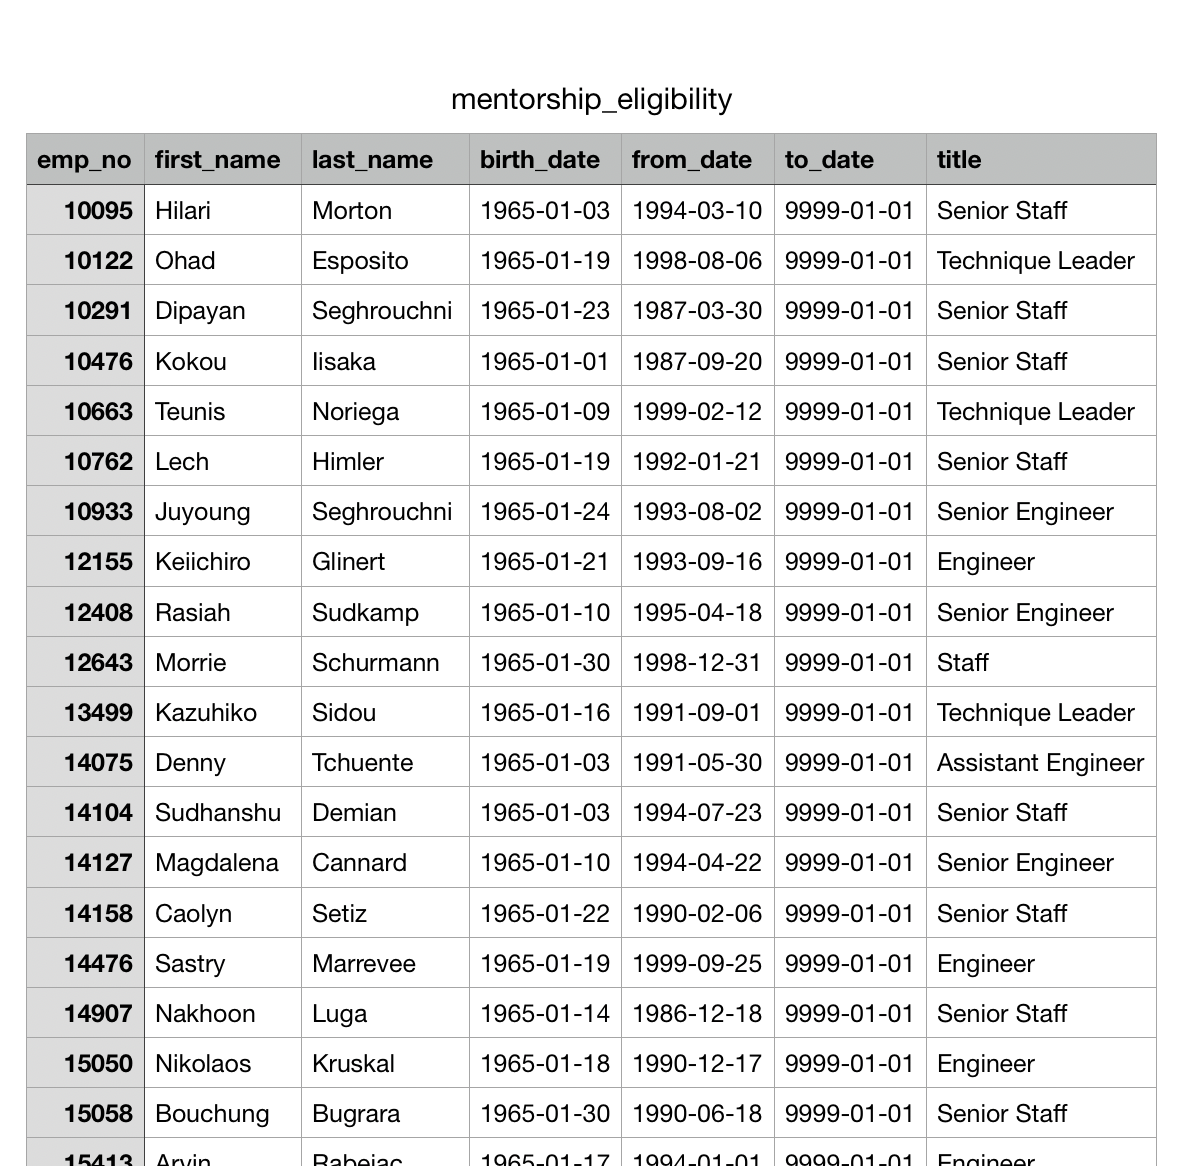 mentorship_eligibility
emp_no first_name last_name birth_date from_date to_date title
10095 Hilari Morton 1965-01-03 1994-03-10 9999-01-01 Senior Staff
10122 Ohad Esposito 1965-01-19 1998-08-06 9999-01-01 Technique Leader
10291 Dipayan Seghrouchni 1965-01-23 1987-03-30 9999-01-01 Senior Staff
10476 Kokou Iisaka 1965-01-01 1987-09-20 9999-01-01 Senior Staff
10663 Teunis Noriega 1965-01-09 1999-02-12 9999-01-01 Technique Leader
10762 Lech Himler 1965-01-19 1992-01-21 9999-01-01 Senior Staff
10933 Juyoung Seghrouchni 1965-01-24 1993-08-02 9999-01-01 Senior Engineer
12155 Keiichiro Glinert 1965-01-21 1993-09-16 9999-01-01 Engineer
12408 Rasiah Sudkamp 1965-01-10 1995-04-18 9999-01-01 Senior Engineer
12643 Morrie Schurmann 1965-01-30 1998-12-31 9999-01-01 Staff
13499 Kazuhiko Sidou 1965-01-16 1991-09-01 9999-01-01 Technique Leader
14075 Denny Tchuente 1965-01-03 1991-05-30 9999-01-01 Assistant Engineer
14104 Sudhanshu Demian 1965-01-03 1994-07-23 9999-01-01 Senior Staff
14127 Magdalena Cannard 1965-01-10 1994-04-22 9999-01-01 Senior Engineer
14158 Caolyn Setiz 1965-01-22 1990-02-06 9999-01-01 Senior Staff
14476 Sastry Marrevee 1965-01-19 1999-09-25 9999-01-01 Engineer
14907 Nakhoon Luga 1965-01-14 1986-12-18 9999-01-01 Senior Staff
15050 Nikolaos Kruskal 1965-01-18 1990-12-17 9999-01-01 Engineer
15058 Bouchung Bugrara 1965-01-30 1990-06-18 9999-01-01 Senior Staff
15413 Arvin Rabejac 1965-01-17 1994-01-01 9999-01-01 Engineer